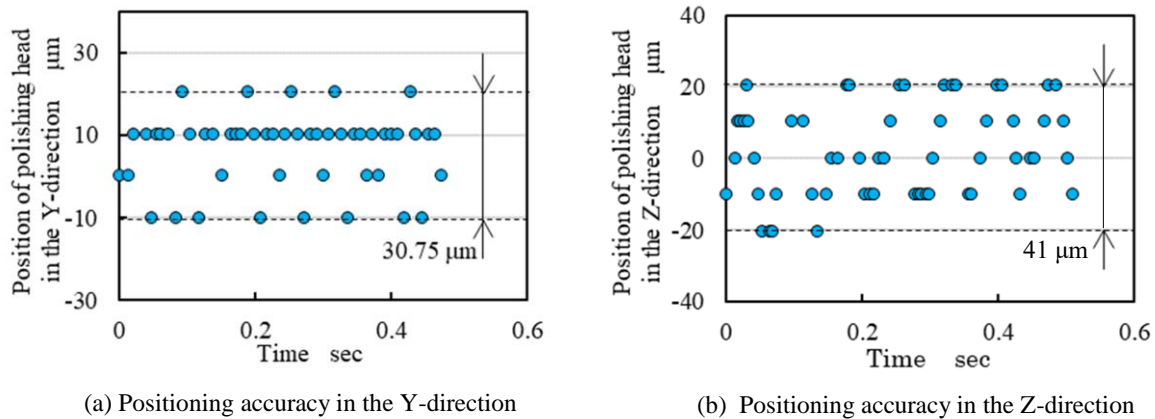 Position of polishing head
in the Y-direction μm
30
10
-10
-30
30.75 μm
0
0.2
0.4
0.6
Time sec
(a) Positioning accuracy in the Y-direction
Position of polishing head
in the Z-direction μm
40
20
0
-20
-40
41 μm
0
0.2
0.4
0.6
Time sec
(b) Positioning accuracy in the Z-direction